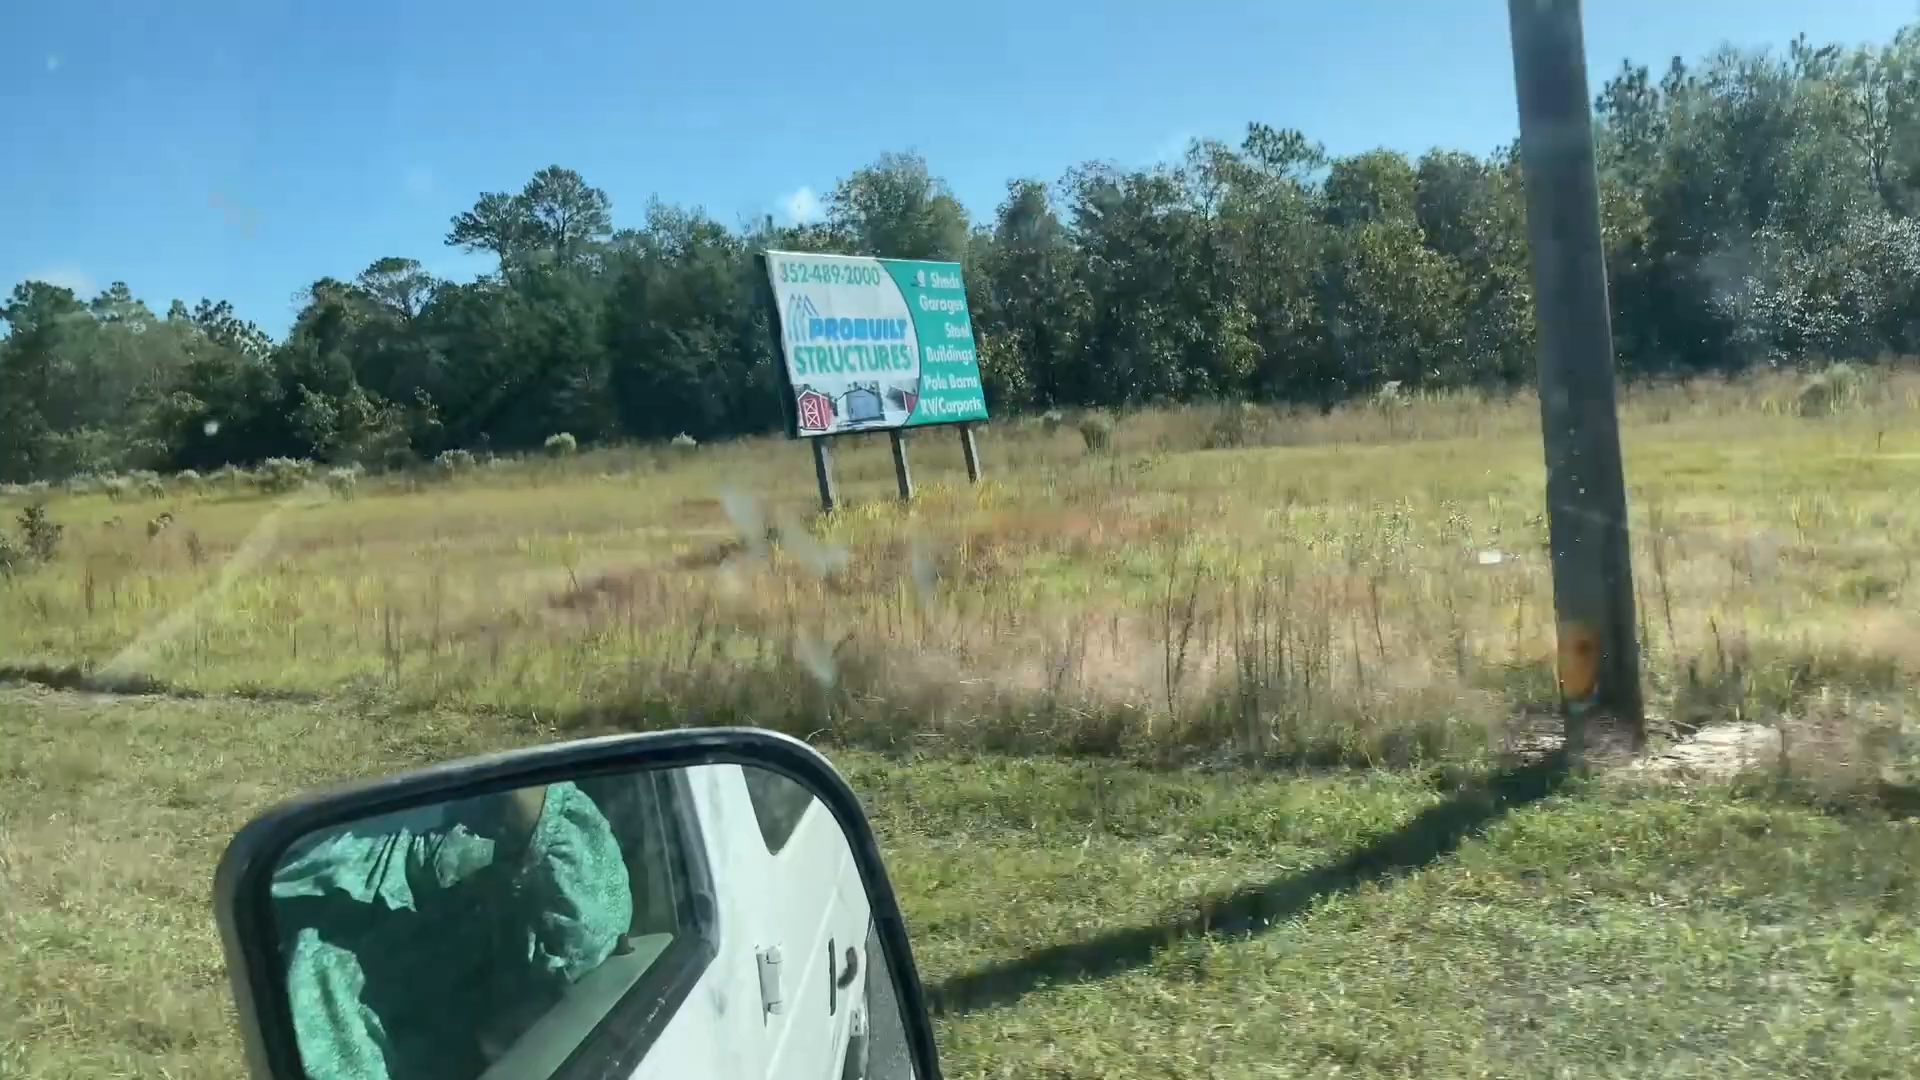 352-489-2000
PROBUILT
STRUCTURES
Sheds
Garages
Steel
Buildings
Pole Barns
RV/Carports